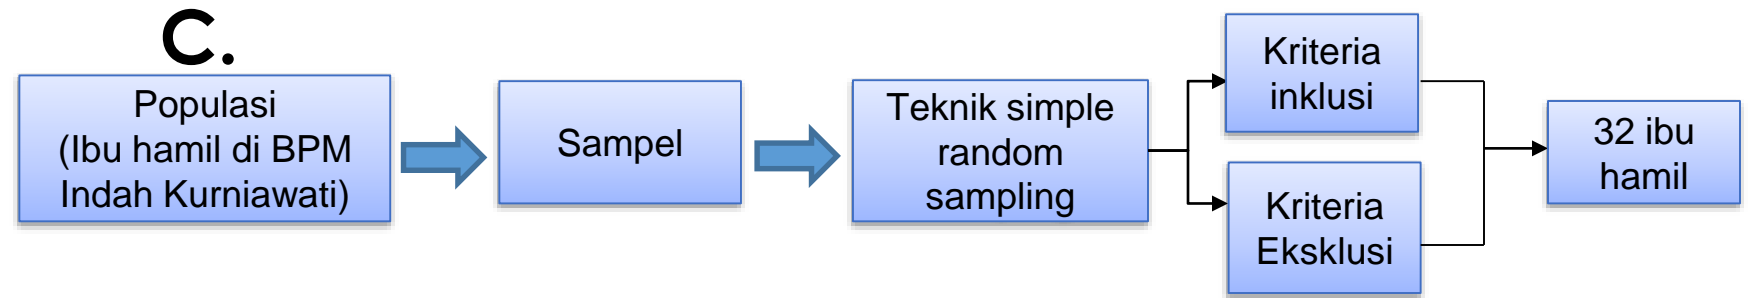 C.
Populasi
(Ibu hamil di BPM
Indah Kurniawati)
Sampel
Teknik simple
random
sampling
Kriteria
inklusi
Kriteria
Eksklusi
32 ibu
hamil